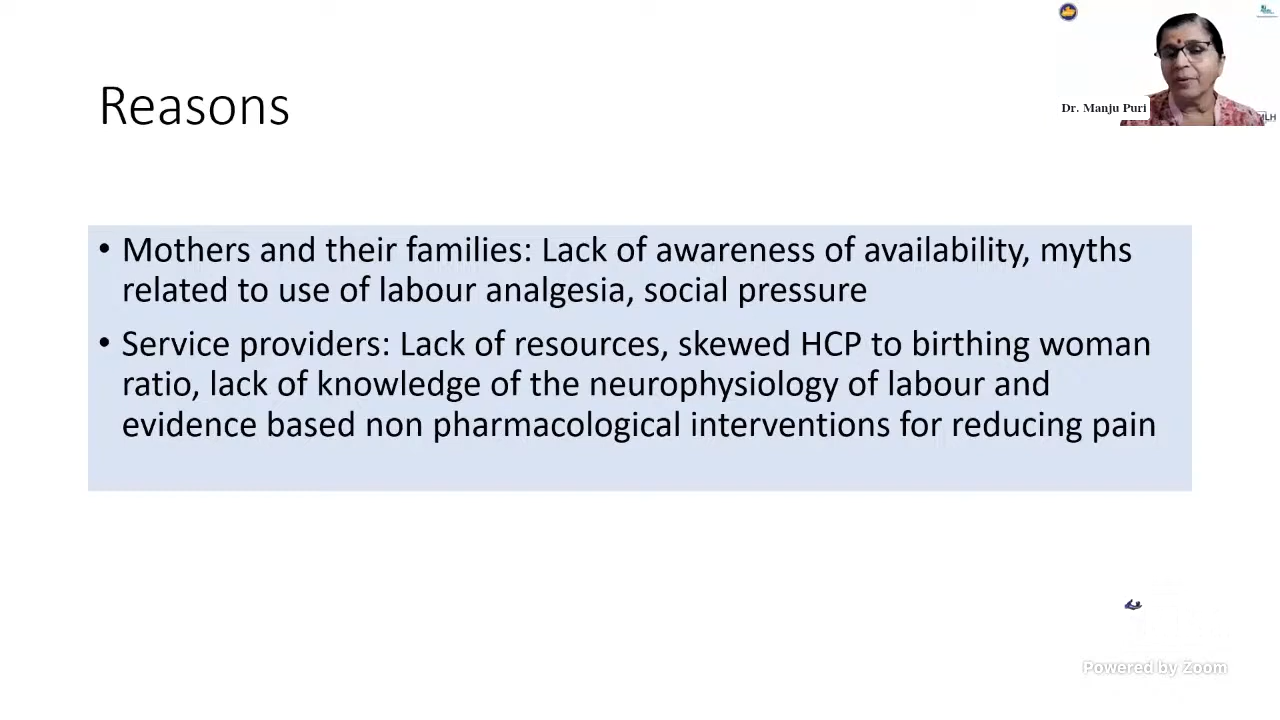 Dr. Manju Puri
Reasons
• Mothers and their families: Lack of awareness of availability, myths
related to use of labour analgesia, social pressure
• Service providers: Lack of resources, skewed HCP to birthing woman
ratio, lack of knowledge of the neurophysiology of labour and
evidence based non pharmacological interventions for reducing pain
Powered by Zoom